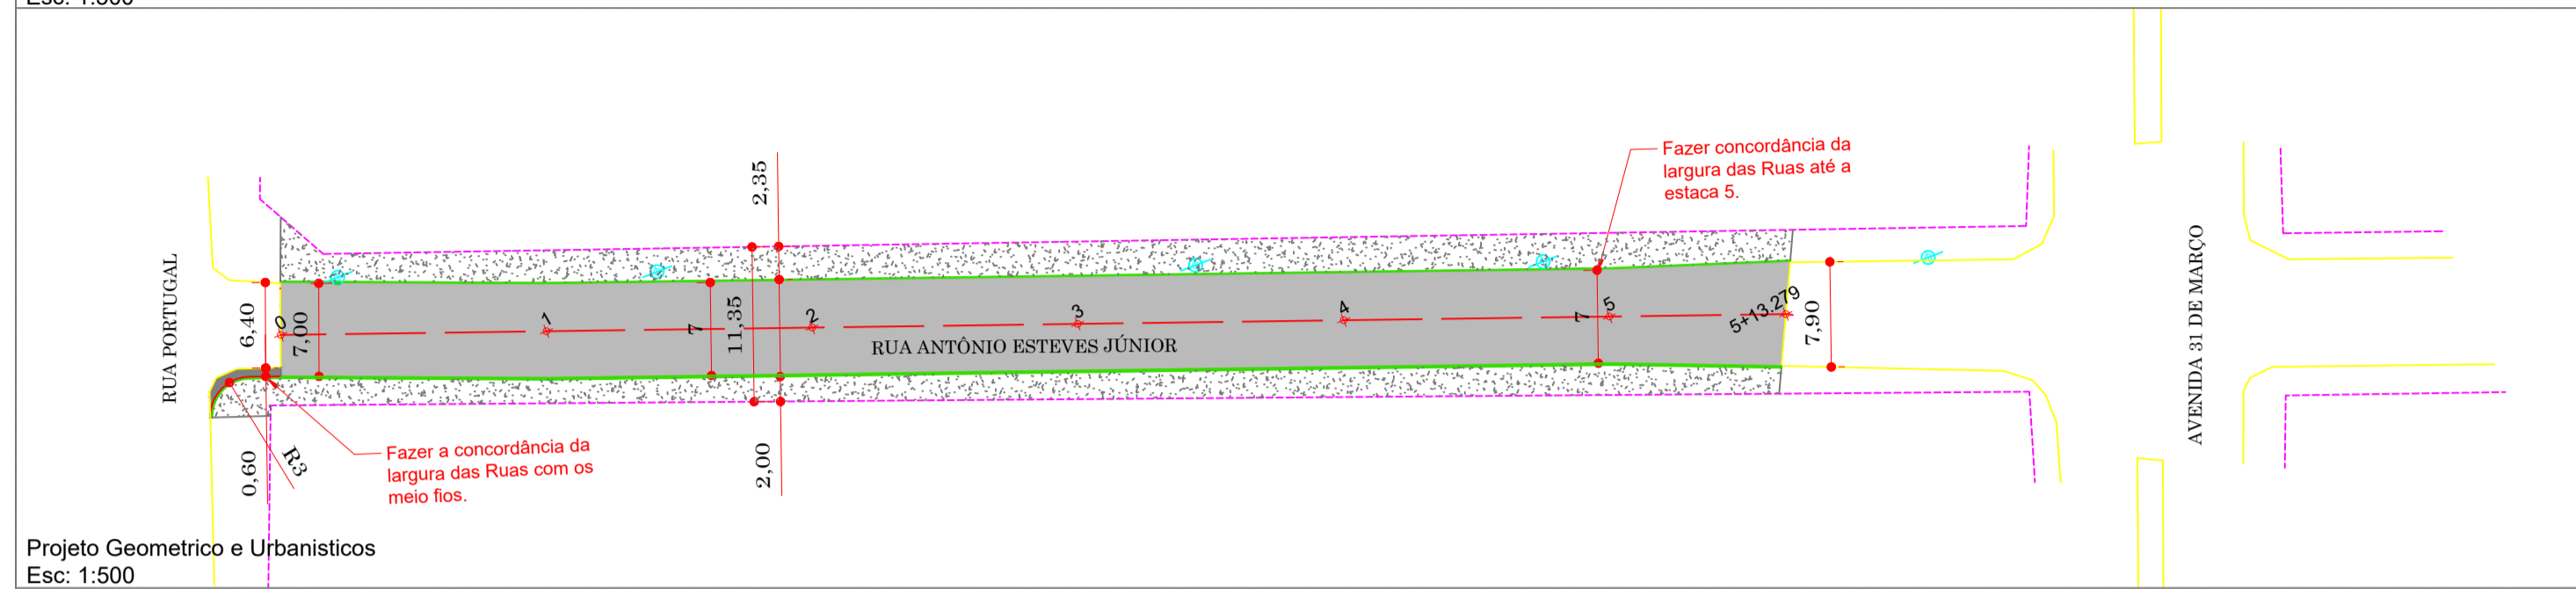 Esc: 1:500
2,35
Fazer concordância da
largura das Ruas até a
estaca 5.
RUA PORTUGAL
6,40
0
7,00
1
7
11,35
2
3
4
7
5
5+13.279
7,90
AVENIDA 31 DE MARÇO
RUA ANTÔNIO ESTEVES JÚNIOR
0,60
R3
Fazer a concordância da
largura das Ruas com os
meio fios.
2,00
Projeto Geometrico e Urbanisticos
Esc: 1:500